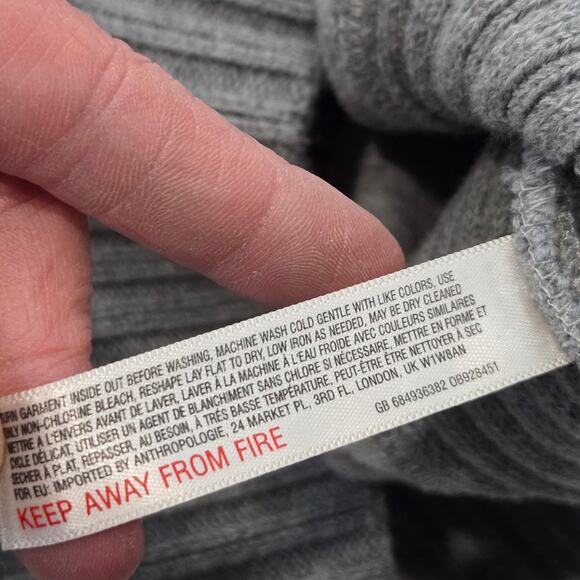 TURN GARMENT INSIDE OUT BEFORE WASHING, MACHINE WASH COLD GENTLE WITH LIKE COLORS, USE
ONLY NON-CHLORINE BLEACH, RESHAPE LAY FLAT TO DRY, LOW IRON AS NEEDED. MAY BE DRY CLEANED
METTRE À L'ENVERS AVANT DE LAVER, LAVER À LA MACHINE À L'EAU FROIDE AVEC COULEURS SIMILAIRES
CYCLE DÉLICAT, UTILISER UN AGENT DE BLANCHIMENT SANS CHLORE SI NÉCESSAIRE, METTRE EN FORME ET
SÉCHER À PLAT, REPASSER, AU BESOIN, À TRÈS BASSE TEMPÉRATURE, PEUT-ÊTRE NETTOYER À SEC
FOR EU: IMPORTED BY ANTHROPOLOGIE, 24 MARKET PL, 3RD FL, LONDON, UK W1W8AN
GB 684936382 OB928451
KEEP AWAY FROM FIRE